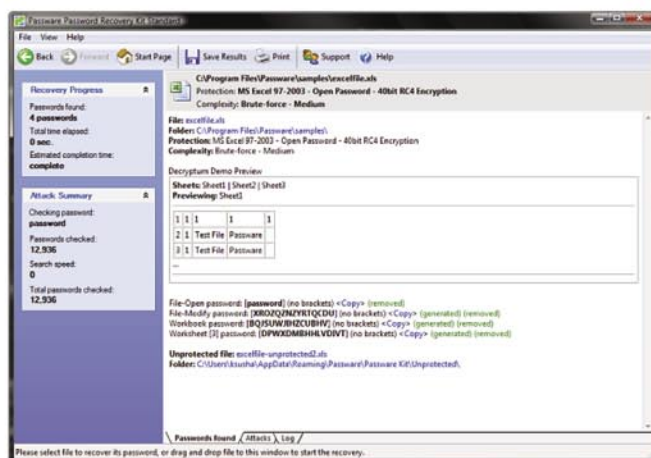 Passware Password Recovery Kit Standard
File View Help
Back Forward Start Page Save Results Print Support Help
Recovery Progress
Passwords found:
4 passwords
Total time elapsed:
0 sec.
Estimated completion time:
complete
Attack Summary
Checking password:
password
Passwords checked:
12,936
Search speed:
0
Total passwords checked:
12,936
C:\Program Files\Passware\samples\excelfile.xls
Protection: MS Excel 97-2003 - Open Password - 40bit RC4 Encryption
Complexity: Brute-force - Medium
File: excelfile.xls
Folder: C:\Program Files\Passware\samples\
Protection: MS Excel 97-2003 - Open Password - 40bit RC4 Encryption
Complexity: Brute-force - Medium
Decryptum Demo Preview
Sheets: Sheet1 | Sheet2 | Sheet3
Previewing: Sheet1
1 1 1 1 1
2 1 Test File Passware
3 1 Test File Passware
...
File-Open password: [password] (no brackets) <Copy> (removed)
File-Modify password: (no brackets) <Copy> (generated) (removed)
Workbook password: (no brackets) <Copy> (generated) (removed)
Worksheet [3] password: (no brackets) <Copy> (generated) (removed)
Unprotected file: excelfile-unprotected2.xls
Folder: C:\Users\ksusha\AppData\Roaming\Passware\Passware Kit\Unprotected\
Passwords found Attacks Log
Please select file to recover its password, or drag and drop file to this window to start the recovery.